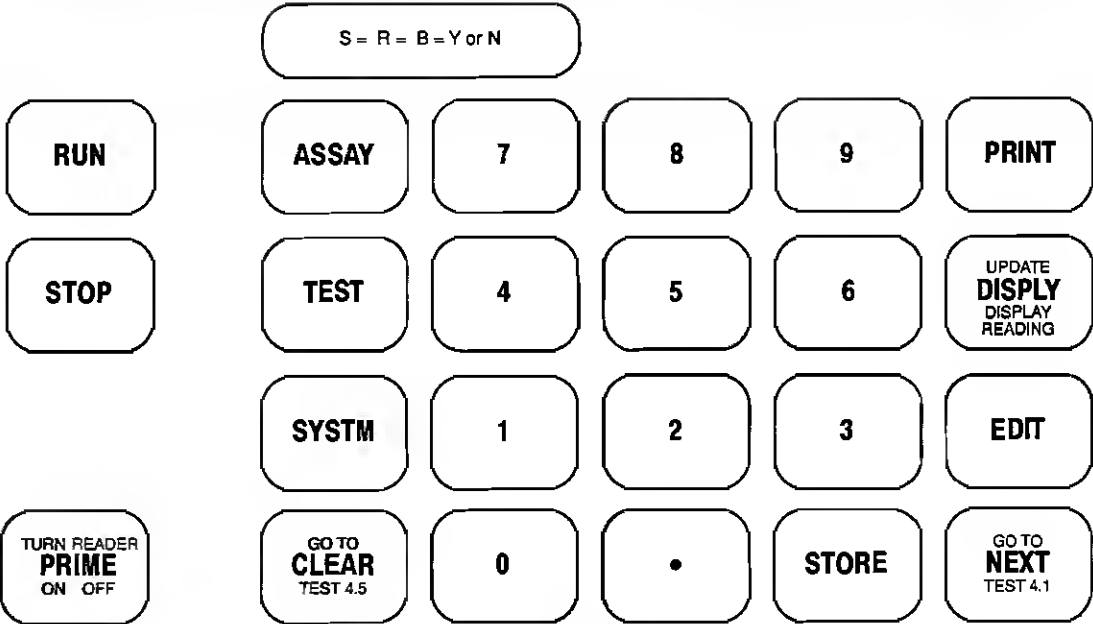 S = R = B = Y or N
RUN
ASSAY
7
8
9
PRINT
STOP
TEST
4
5
6
UPDATE
DISPLY
DISPLAY
READING
SYSTM
1
2
3
EDIT
TURN READER
PRIME
ON OFF
GO TO
CLEAR
TEST 4.5
0
•
STORE
GO TO
NEXT
TEST 4.1